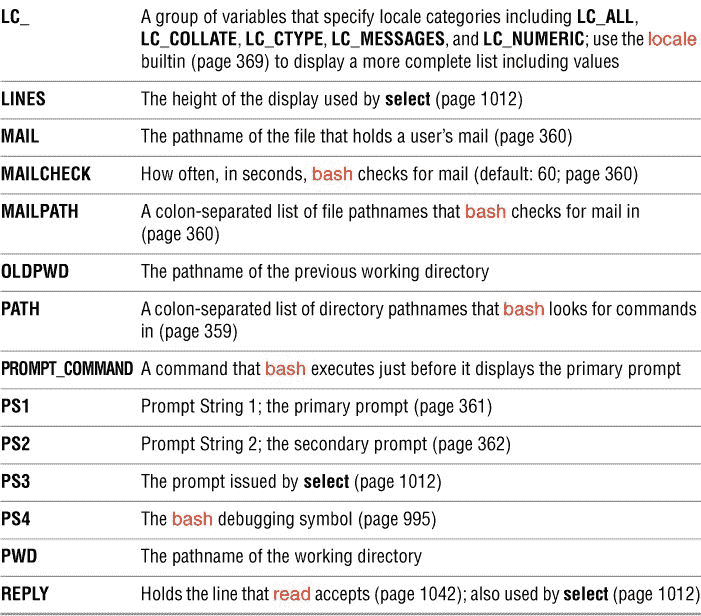 LC_ A group of variables that specify locale categories including LC_ALL,
LC_COLLATE, LC_CTYPE, LC_MESSAGES, and LC_NUMERIC; use the locale
builtin (page 369) to display a more complete list including values
LINES The height of the display used by select (page 1012)
MAIL The pathname of the file that holds a user's mail (page 360)
MAILCHECK How often, in seconds, bash checks for mail (default: 60; page 360)
MAILPATH A colon-separated list of file pathnames that bash checks for mail in
(page 360)
OLDPWD The pathname of the previous working directory
PATH A colon-separated list of directory pathnames that bash looks for commands
in (page 359)
PROMPT_COMMAND A command that bash executes just before it displays the primary prompt
PS1 Prompt String 1; the primary prompt (page 361)
PS2 Prompt String 2; the secondary prompt (page 362)
PS3 The prompt issued by select (page 1012)
PS4 The bash debugging symbol (page 995)
PWD The pathname of the working directory
REPLY Holds the line that read accepts (page 1042); also used by select (page 1012)